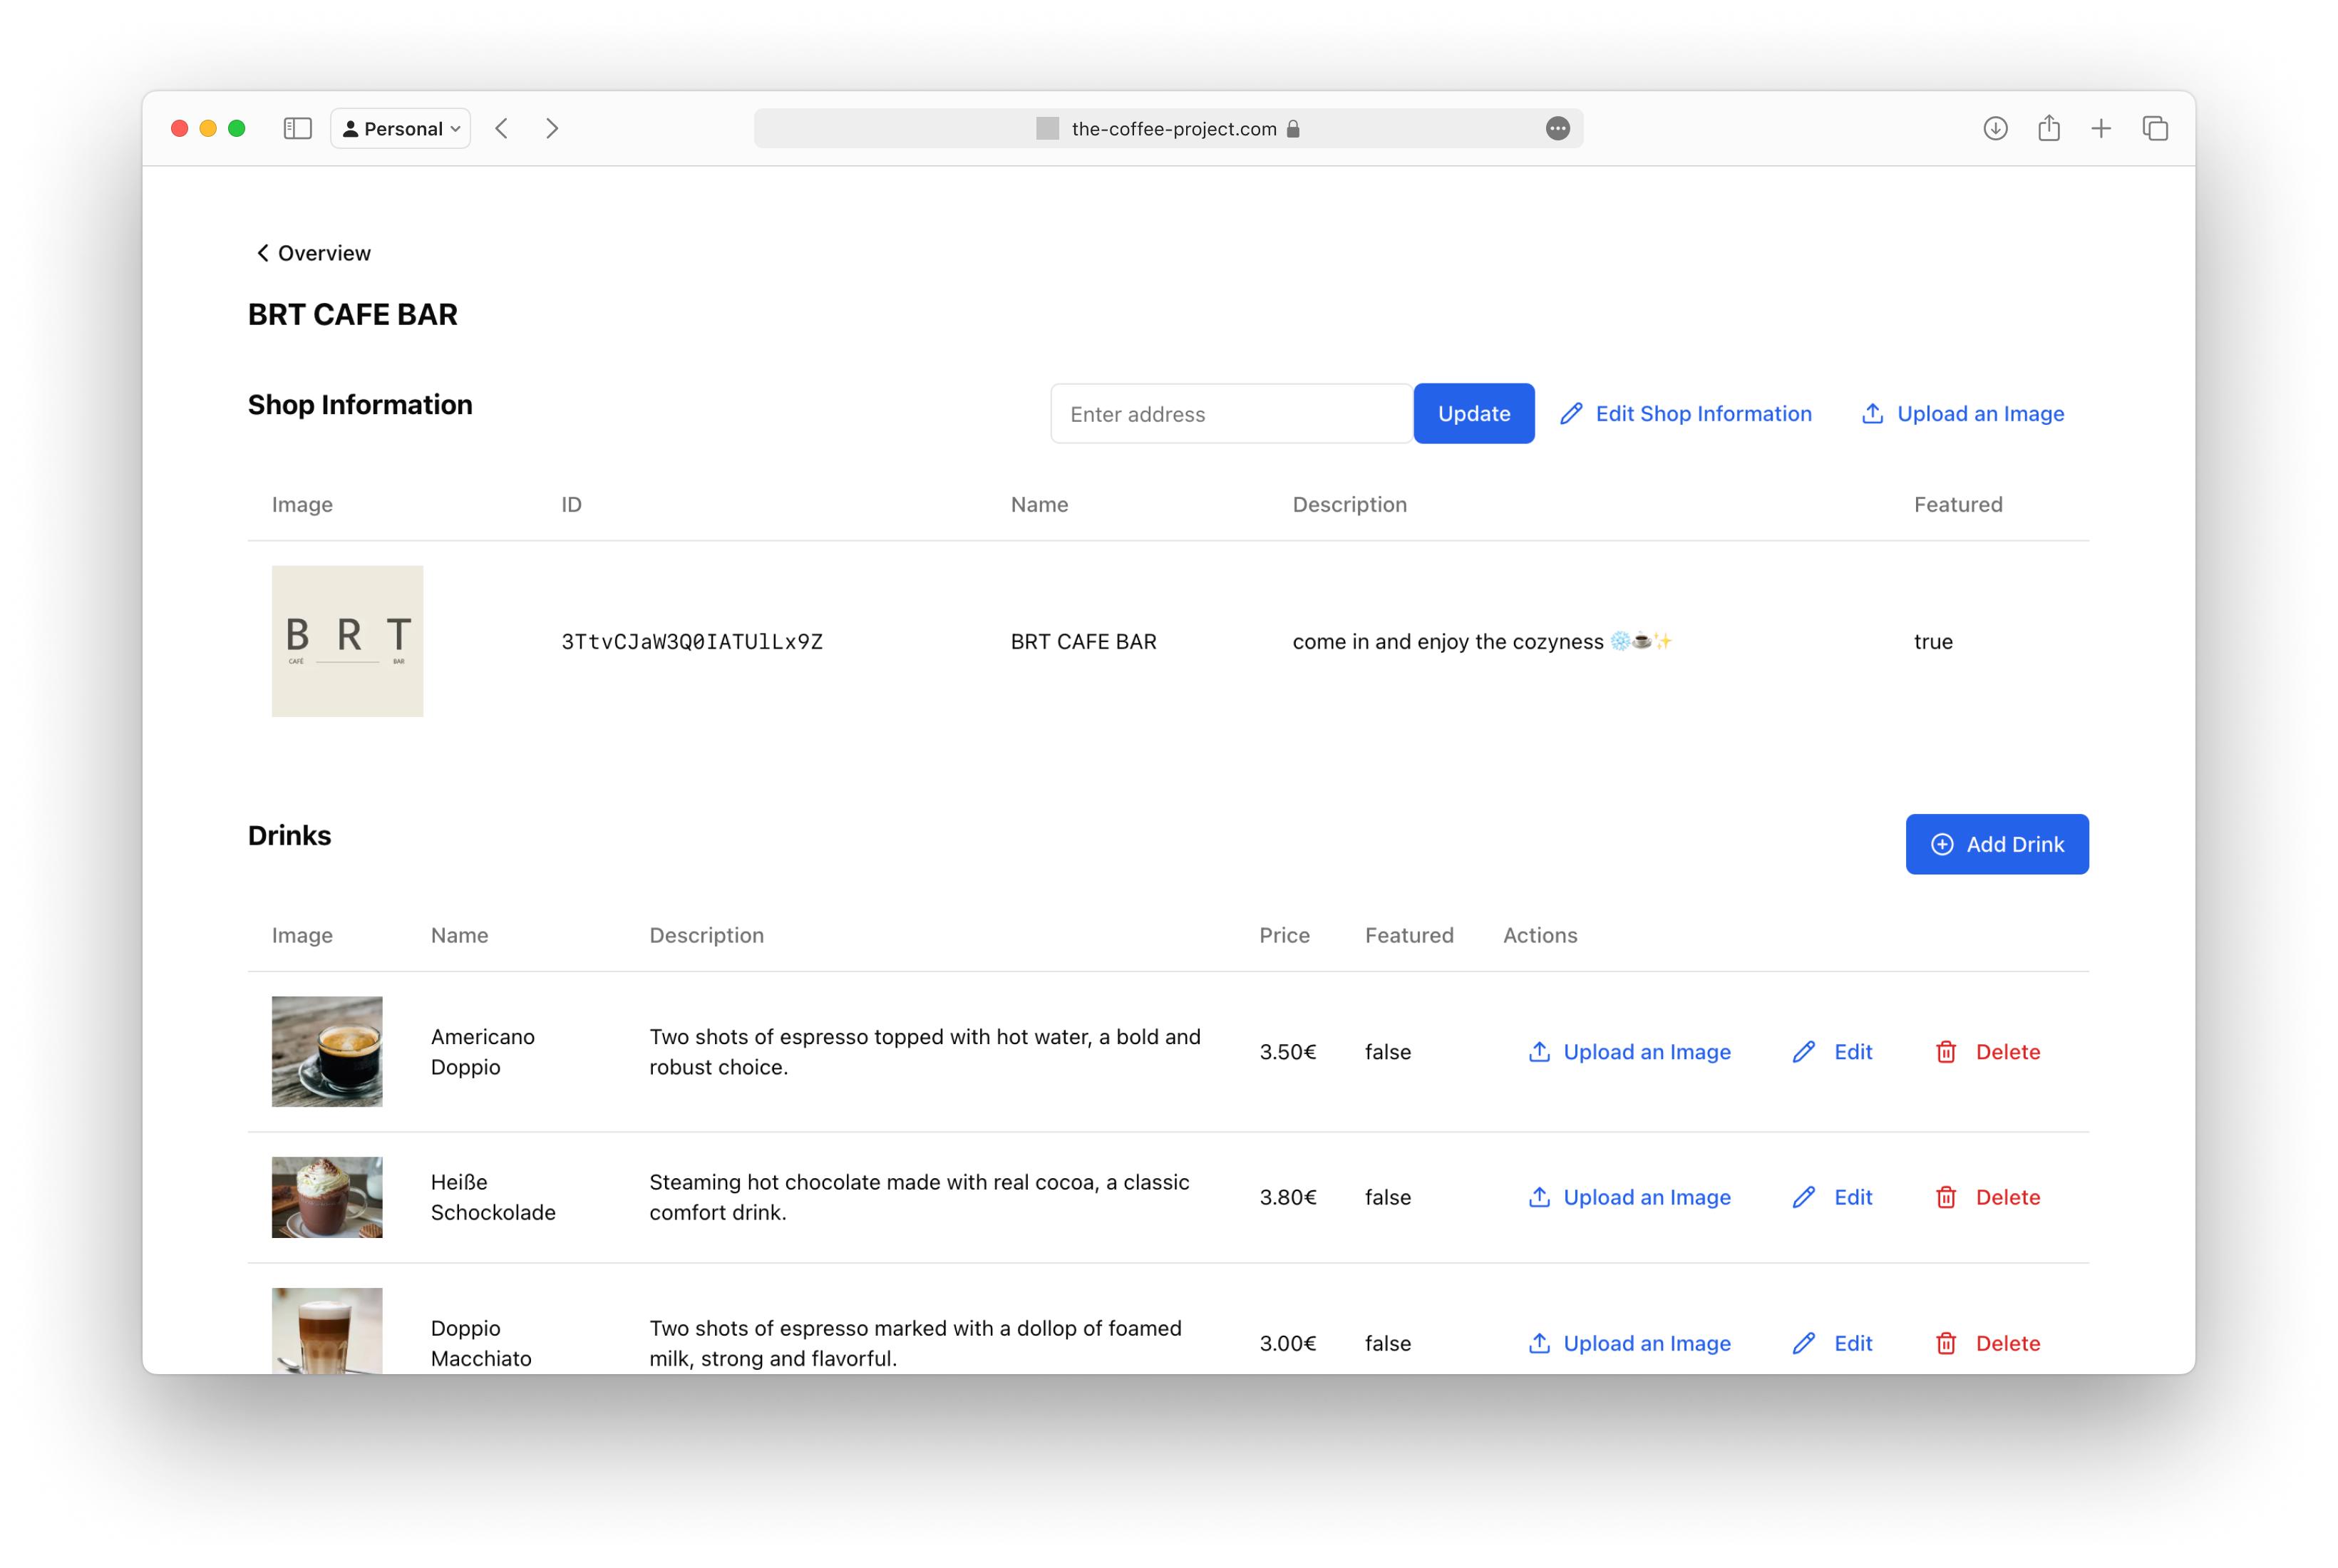 Personal
the-coffee-project.com
Overview
BRT CAFE BAR
Shop Information
Enter address
Update
Edit Shop Information
Upload an Image
Image ID Name Description Featured
B R T
CAFÉ BAR
3TtvCJaW3Q0IATUlLx9Z
BRT CAFE BAR
come in and enjoy the cozyness ❄️☕✨
true
Drinks
Add Drink
Image Name Description Price Featured Actions
Americano
Doppio
Two shots of espresso topped with hot water, a bold and
robust choice.
3.50€
false
Upload an Image
Edit
Delete
Heiße
Schockolade
Steaming hot chocolate made with real cocoa, a classic
comfort drink.
3.80€
false
Upload an Image
Edit
Delete
Doppio
Macchiato
Two shots of espresso marked with a dollop of foamed
milk, strong and flavorful.
3.00€
false
Upload an Image
Edit
Delete